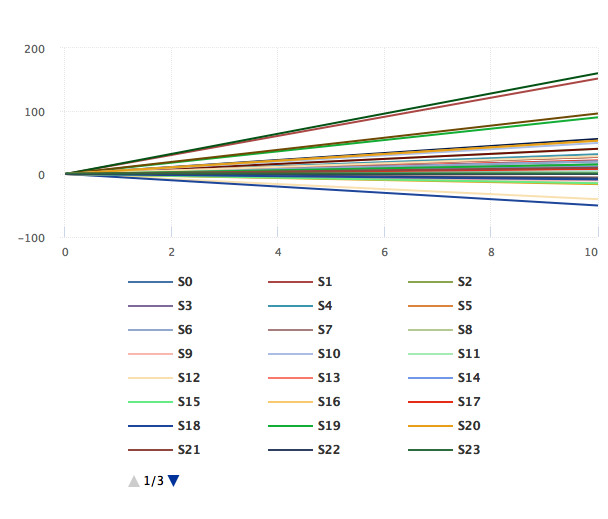 200
100
0
−100
0 2 4 6 8 10
S0 S1 S2
S3 S4 S5
S6 S7 S8
S9 S10 S11
S12 S13 S14
S15 S16 S17
S18 S19 S20
S21 S22 S23
1/3